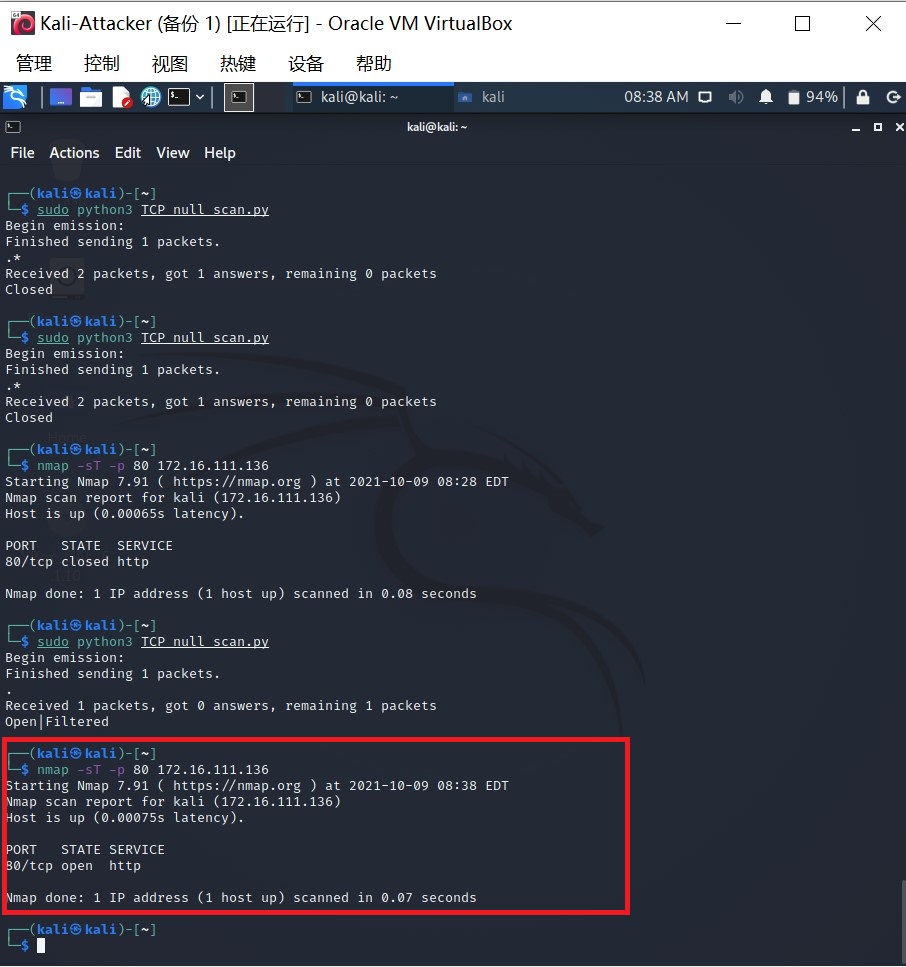 Kali-Attacker (备份 1) [正在运行] - Oracle VM VirtualBox
管理 控制 视图 热键 设备 帮助
kali@kali: ~ kali 08:38 AM 94%
kali@kali: ~
File Actions Edit View Help
┌──(kali㉿kali)-[~]
└─$ sudo python3 TCP_null_scan.py
Begin emission:
Finished sending 1 packets.
.*
Received 2 packets, got 1 answers, remaining 0 packets
Closed
┌──(kali㉿kali)-[~]
└─$ sudo python3 TCP_null_scan.py
Begin emission:
Finished sending 1 packets.
.*
Received 2 packets, got 1 answers, remaining 0 packets
Closed
┌──(kali㉿kali)-[~]
└─$ nmap -sT -p 80 172.16.111.136
Starting Nmap 7.91 ( https://nmap.org ) at 2021-10-09 08:28 EDT
Nmap scan report for kali (172.16.111.136)
Host is up (0.00065s latency).
PORT   STATE  SERVICE
80/tcp closed http
Nmap done: 1 IP address (1 host up) scanned in 0.08 seconds
┌──(kali㉿kali)-[~]
└─$ sudo python3 TCP_null_scan.py
Begin emission:
Finished sending 1 packets.
.
Received 1 packets, got 0 answers, remaining 1 packets
Open|Filtered
┌──(kali㉿kali)-[~]
└─$ nmap -sT -p 80 172.16.111.136
Starting Nmap 7.91 ( https://nmap.org ) at 2021-10-09 08:38 EDT
Nmap scan report for kali (172.16.111.136)
Host is up (0.00075s latency).
PORT   STATE SERVICE
80/tcp open  http
Nmap done: 1 IP address (1 host up) scanned in 0.07 seconds
┌──(kali㉿kali)-[~]
└─$